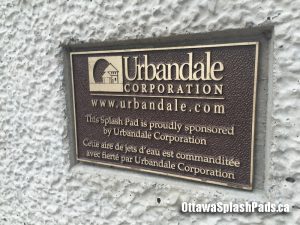 Urbandale
CORPORATION
www.urbandale.com
This Splash Pad is proudly sponsored
by Urbandale Corporation
Cette aire de jets d'eau est commanditée
avec fierté par Urbandale Corporation
OttawaSplashPads.ca